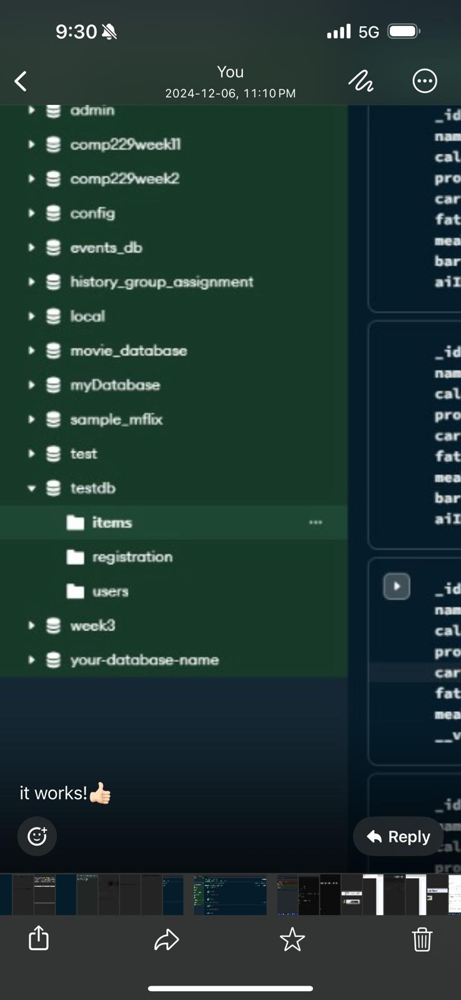 9:30
5G
You
2024-12-06, 11:10 PM
admin
comp229week11
comp229week2
config
events_db
history_group_assignment
local
movie_database
myDatabase
sample_mflix
test
testdb
items
registration
users
week3
your-database-name
_id
nam
cal
pro
car
fat
mea
bar
aiI
_id
nam
cal
pro
car
fat
mea
bar
aiI
_id
nam
cal
pro
car
fat
mea
__v
_id
nam
cal
pro
it works!👍🏻
Reply